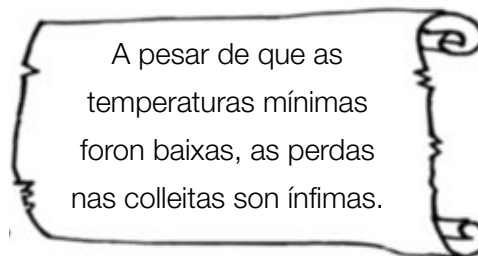 A pesar de que as
temperaturas mínimas
foron baixas, as perdas
nas colleitas son ínfimas.